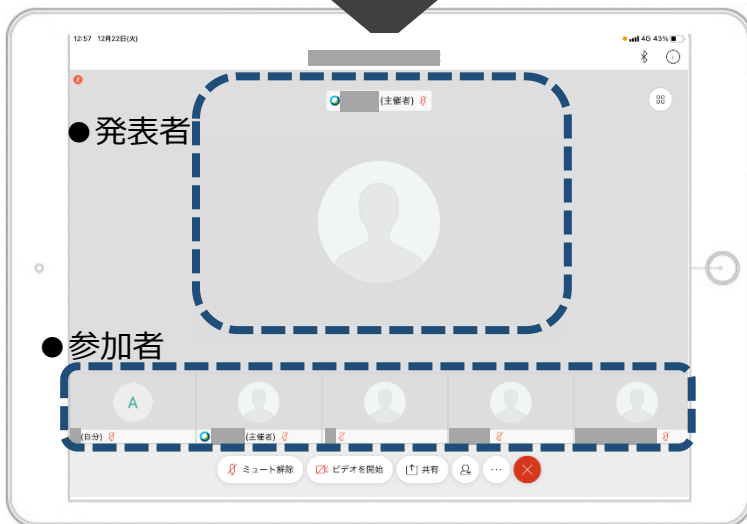 12:57 12月22日(火)
4G 43%
(主催者)
●発表者
●参加者
A
(自分)
(主催者)
ミュート解除
ビデオを開始
共有